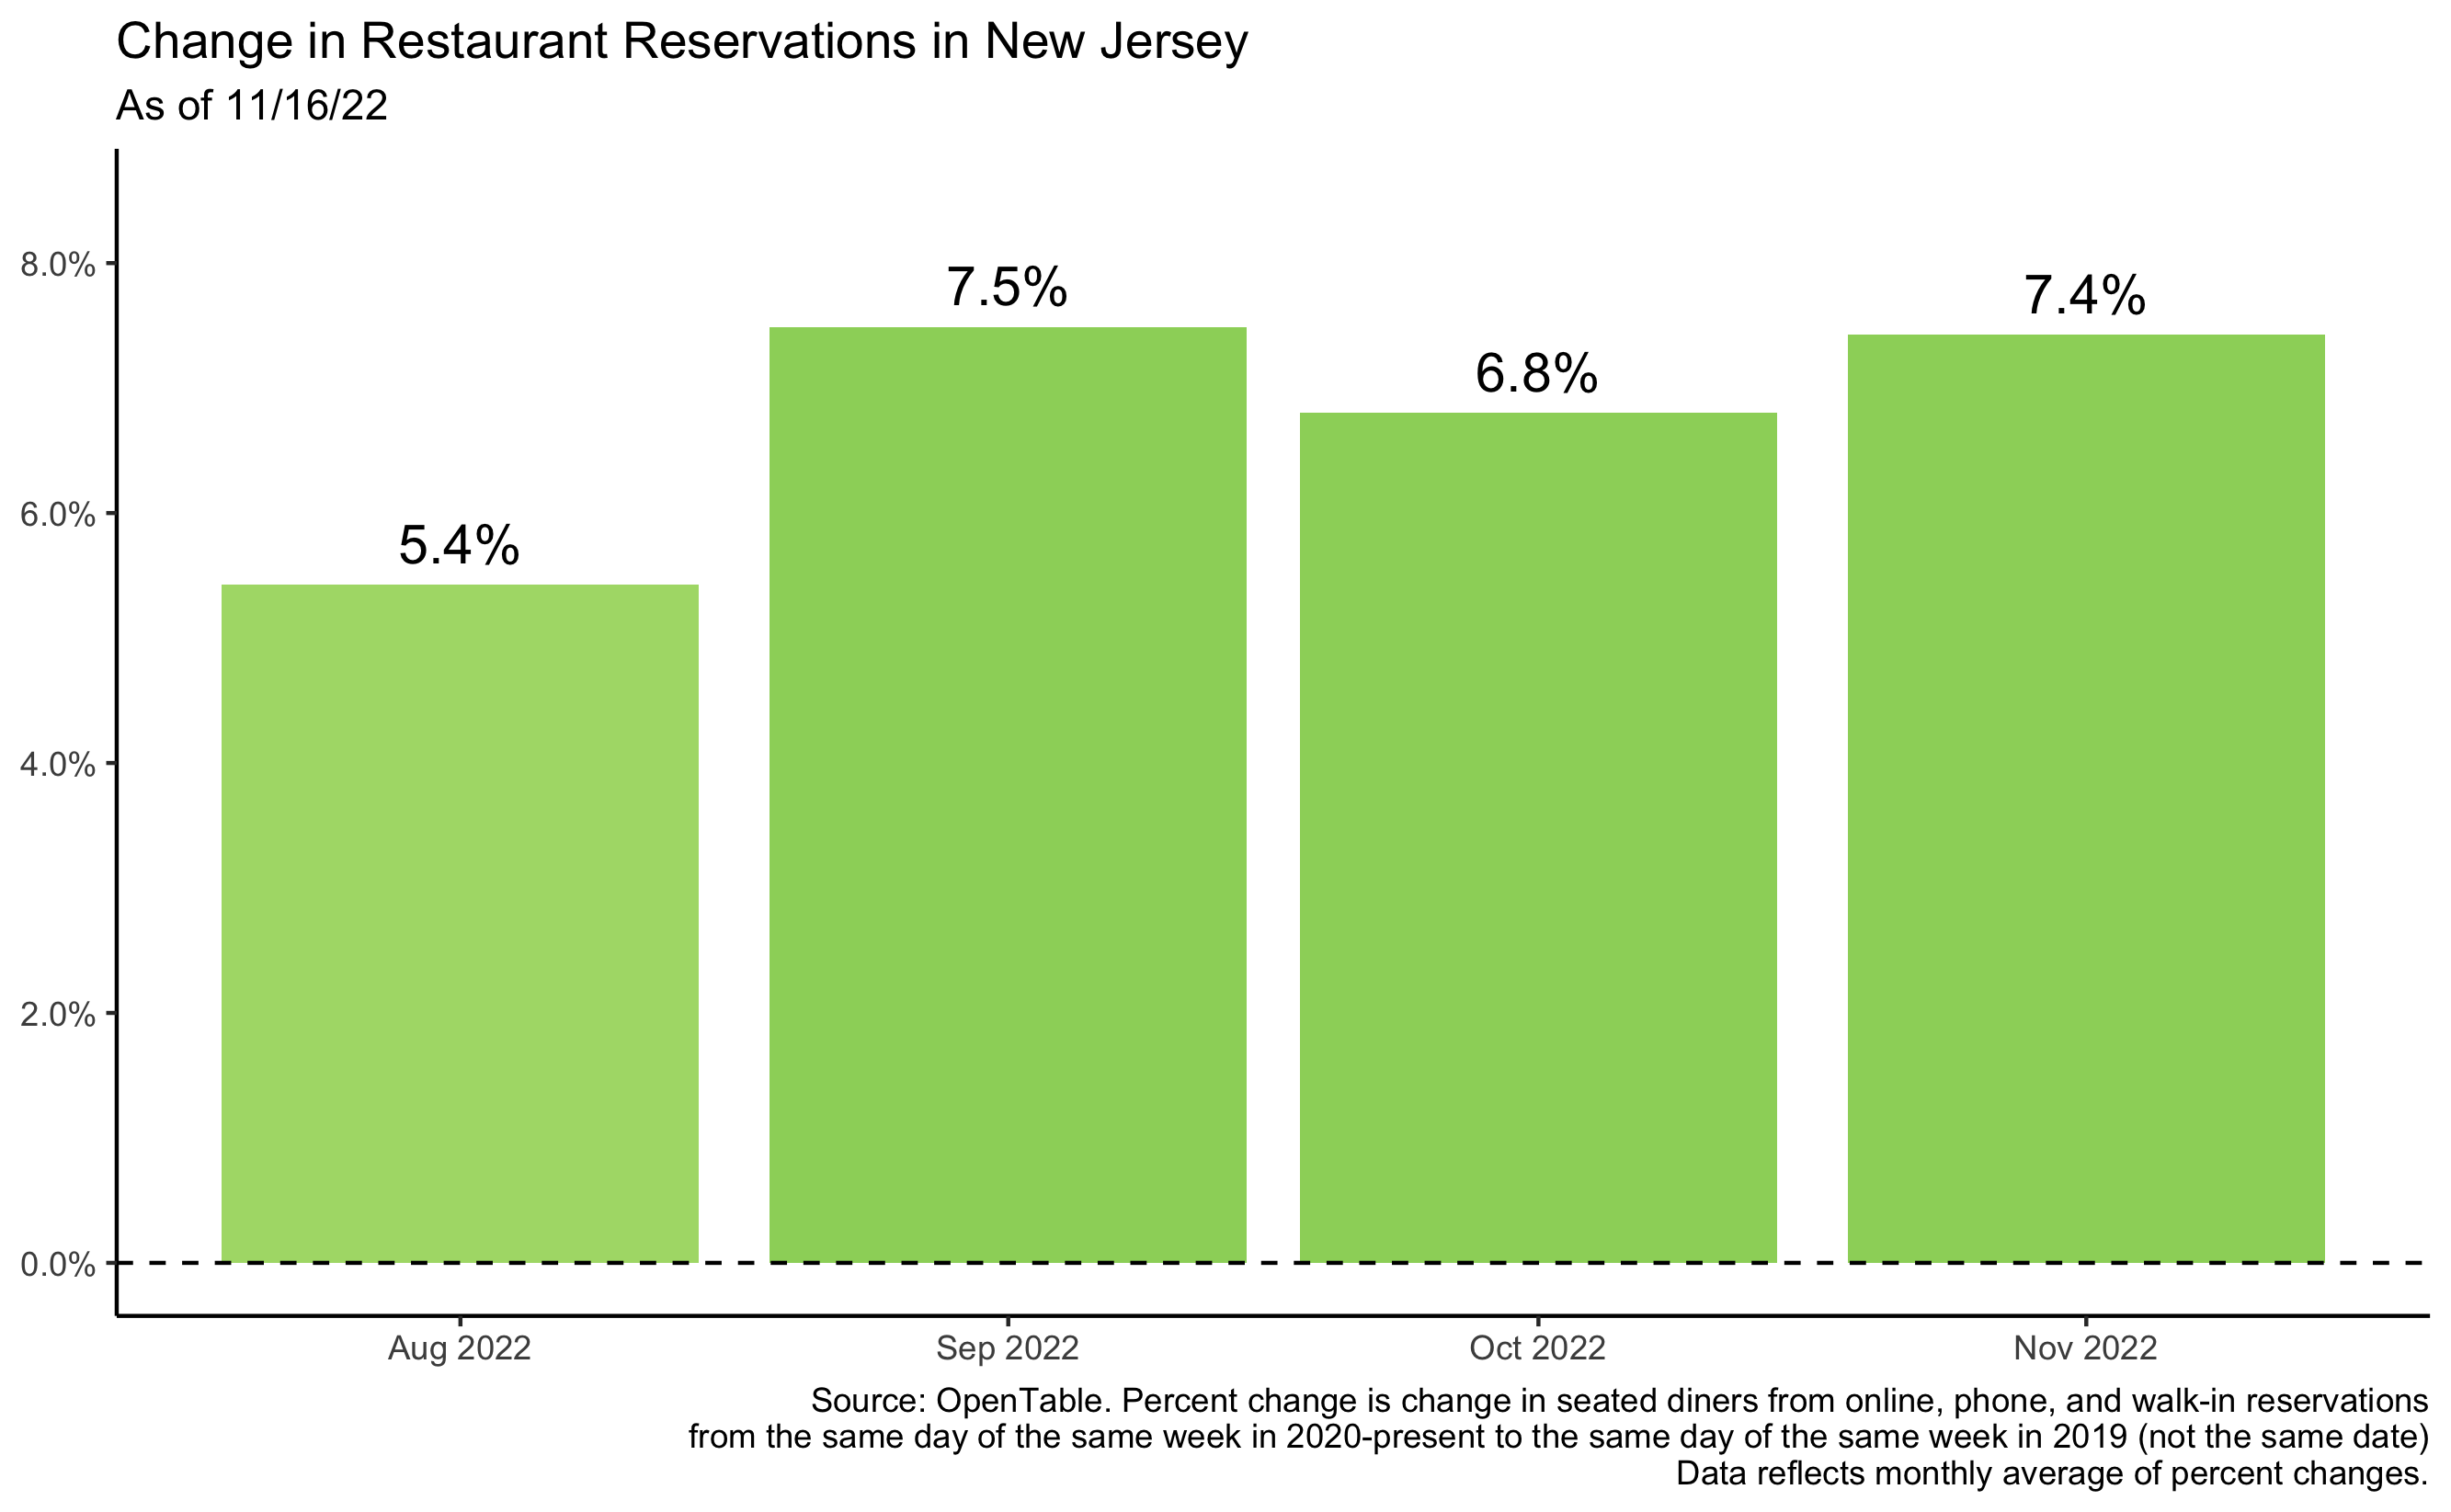 Change in Restaurant Reservations in New Jersey
As of 11/16/22
8.0%
6.0%
4.0%
2.0%
0.0%
5.4%
7.5%
6.8%
7.4%
Aug 2022
Sep 2022
Oct 2022
Nov 2022
Source: OpenTable. Percent change is change in seated diners from online, phone, and walk-in reservations
from the same day of the same week in 2020-present to the same day of the same week in 2019 (not the same date)
Data reflects monthly average of percent changes.